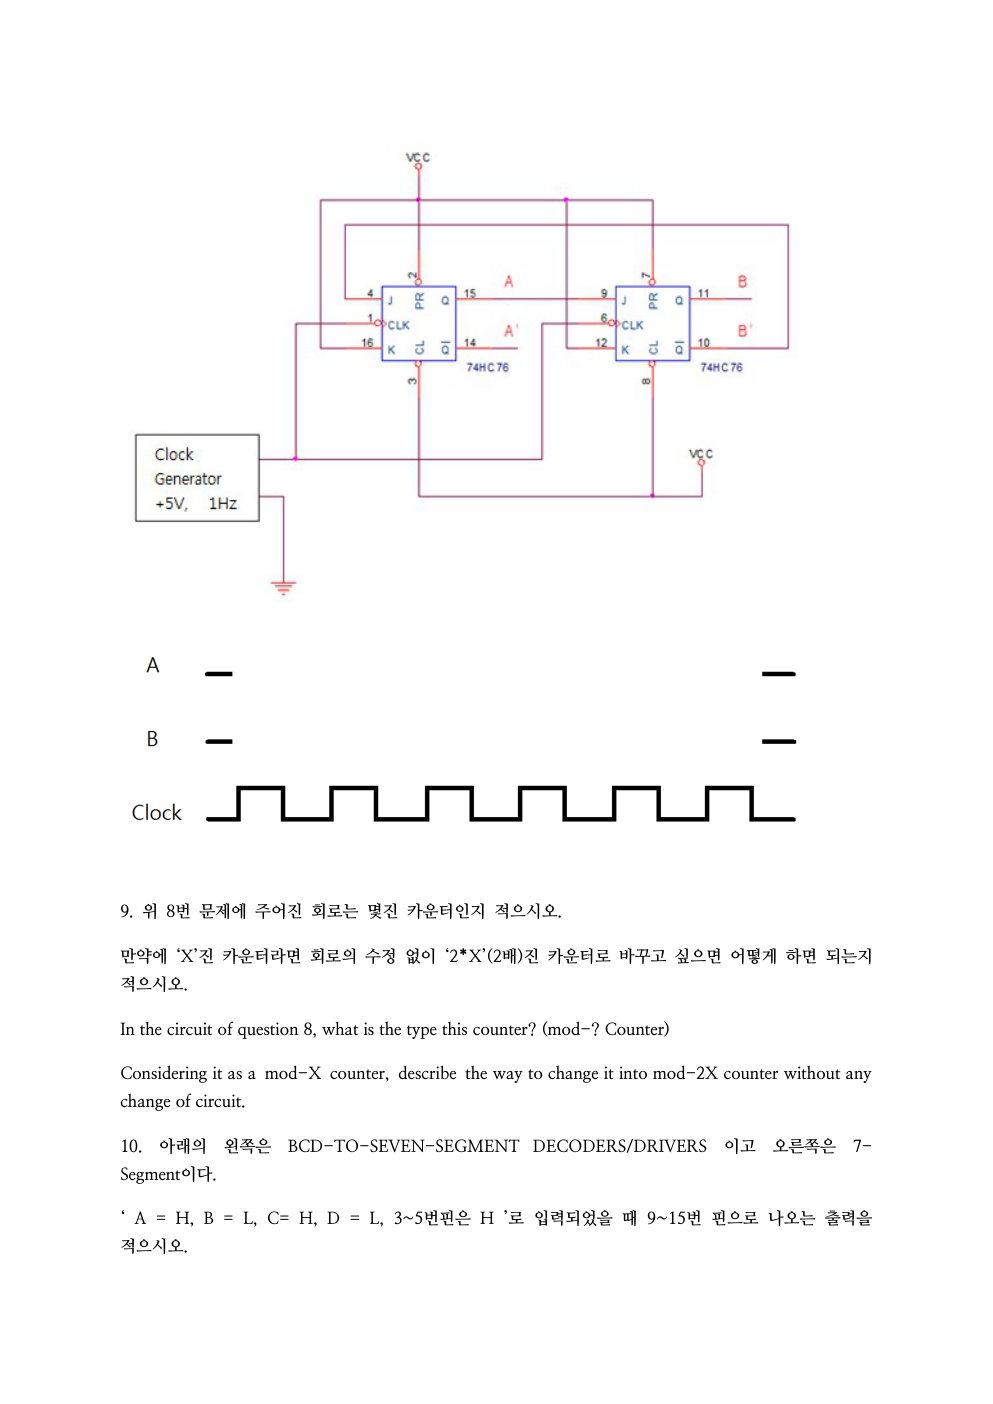 VCC
2
7
A
B
4
J
PR
Q
15
9
J
PR
Q
11
1
CLK
A'
6
CLK
B'
16
K
CL
Q
14
12
K
CL
Q
10
74HC76
74HC76
3
8
Clock
Generator
+5V, 1Hz
VCC
A
B
Clock
9. 위 8번 문제에 주어진 회로는 몇진 카운터인지 적으시오.
만약에 ‘X’진 카운터라면 회로의 수정 없이 ‘2*X’(2배)진 카운터로 바꾸고 싶으면 어떻게 하면 되는지
적으시오.
In the circuit of question 8, what is the type this counter? (mod-? Counter)
Considering it as a mod-X counter, describe the way to change it into mod-2X counter without any
change of circuit.
10. 아래의 왼쪽은 BCD-TO-SEVEN-SEGMENT DECODERS/DRIVERS 이고 오른쪽은 7-
Segment이다.
‘ A = H, B = L, C= H, D = L, 3~5번핀은 H ’로 입력되었을 때 9~15번 핀으로 나오는 출력을
적으시오.